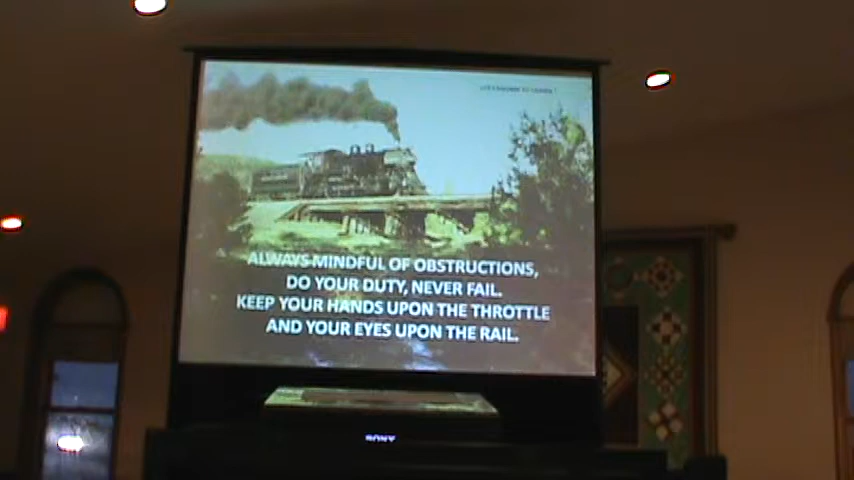 ALWAYS MINDFUL OF OBSTRUCTIONS,
DO YOUR DUTY, NEVER FAIL.
KEEP YOUR HANDS UPON THE THROTTLE
AND YOUR EYES UPON THE RAIL.
SONY